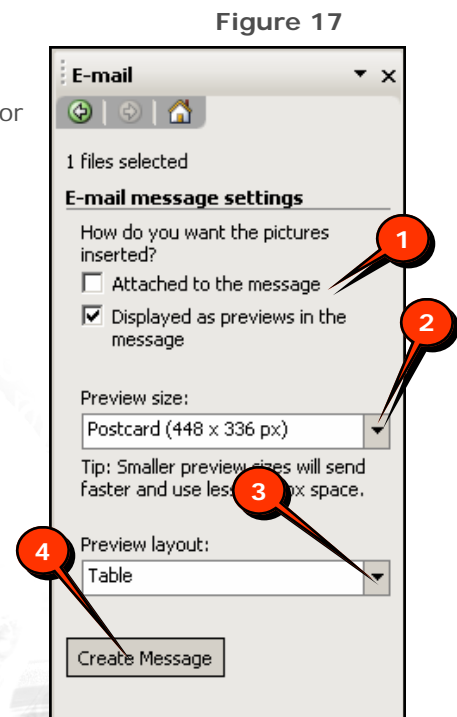 Figure 17
or
E-mail
1 files selected
E-mail message settings
How do you want the pictures
inserted?
1
Attached to the message
Displayed as previews in the
message
2
Preview size:
Postcard (448 x 336 px)
Tip: Smaller preview sizes will send
faster and use less space.
3
4
Preview layout:
Table
Create Message